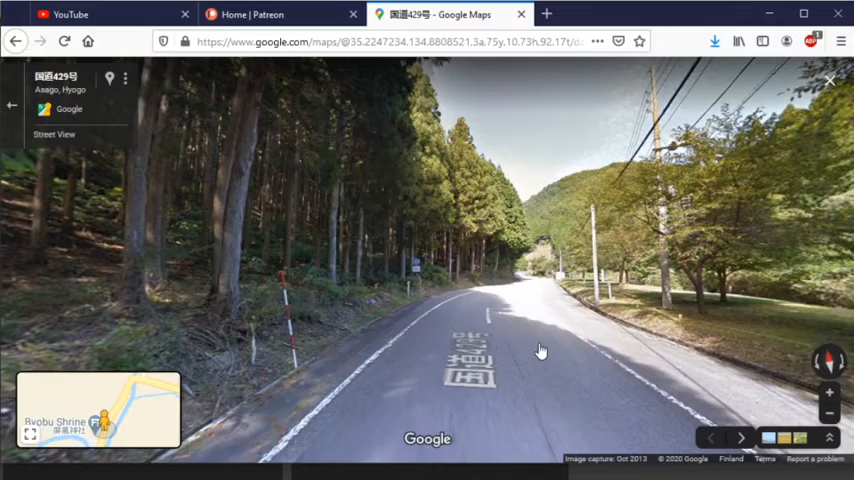 YouTube
Home | Patreon
国道429号 - Google Maps
https://www.google.com/maps/@35.2247234,134.8808521,3a,75y,10.73h,92.17t/d
国道429号
Asago, Hyogo
Google
Street View
国道429号
Byobu Shrine
屏風神社
Google
Image capture: Oct 2013 © 2020 Google Finland Terms Report a problem